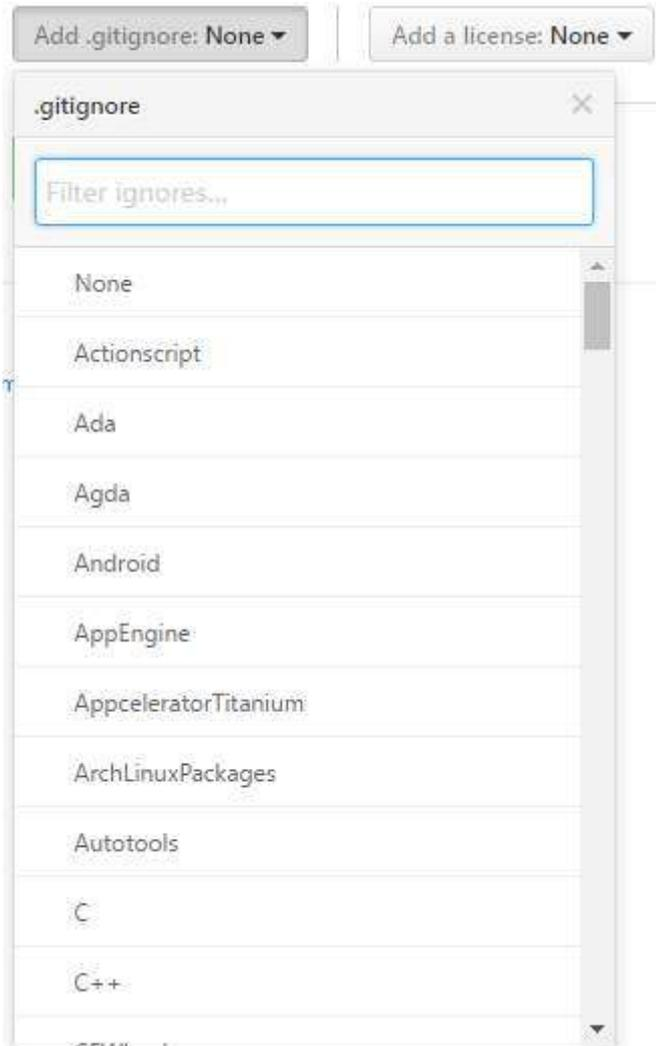 Add .gitignore: None Add a license: None
.gitignore
Filter ignores...
None
Actionscript
Ada
Agda
Android
AppEngine
AppceleratorTitanium
ArchLinuxPackages
Autotools
C
C++